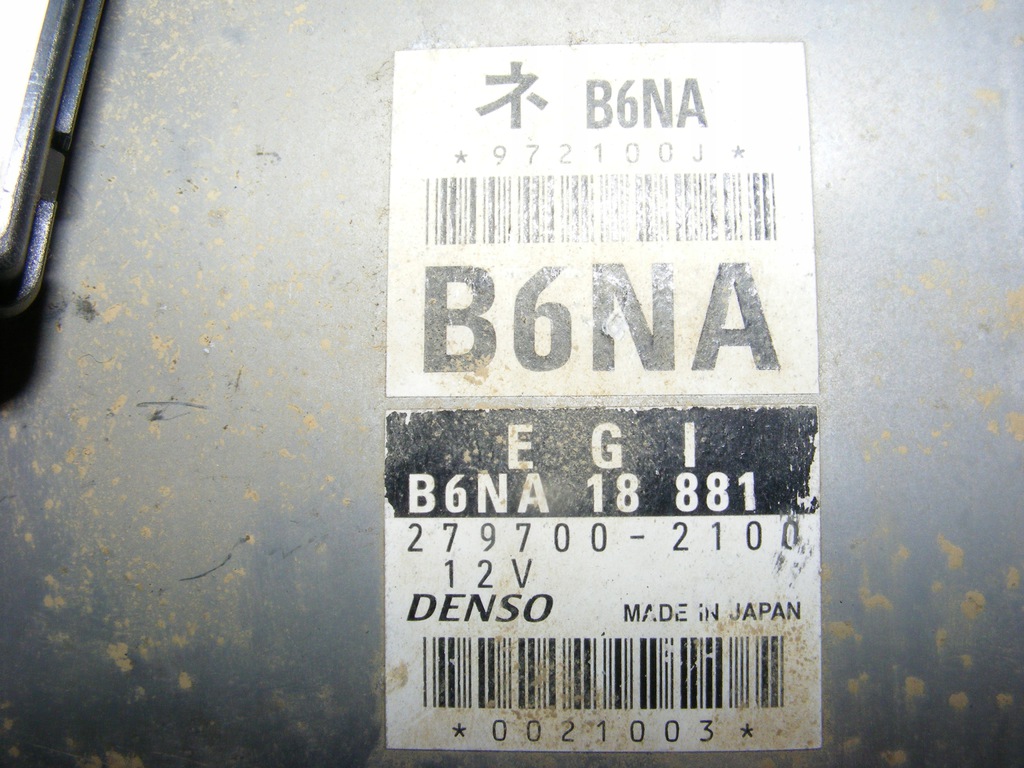 ネ B6NA
*972100J*
B6NA
E G I
B6NA 18 881
279700-2100
12V
DENSO MADE IN JAPAN
*0021003*